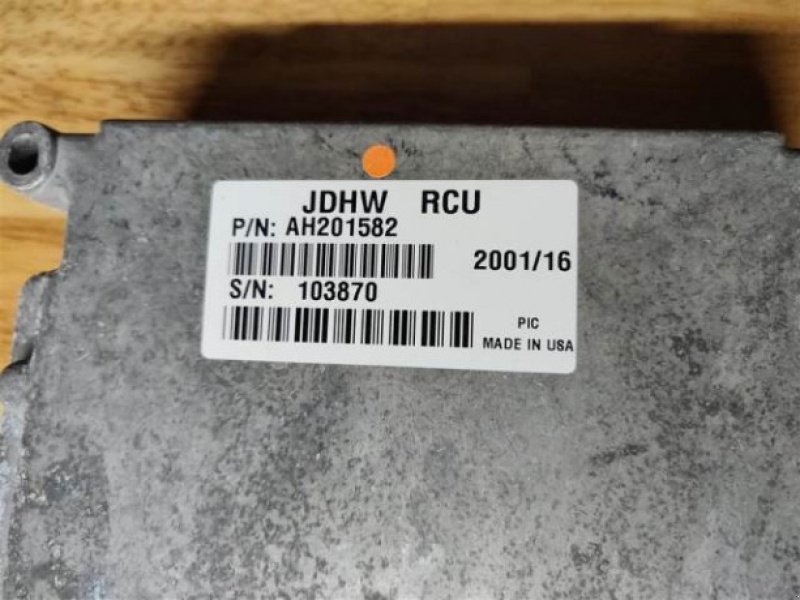 JDHW RCU
P/N: AH201582
2001/16
S/N: 103870
PIC
MADE IN USA